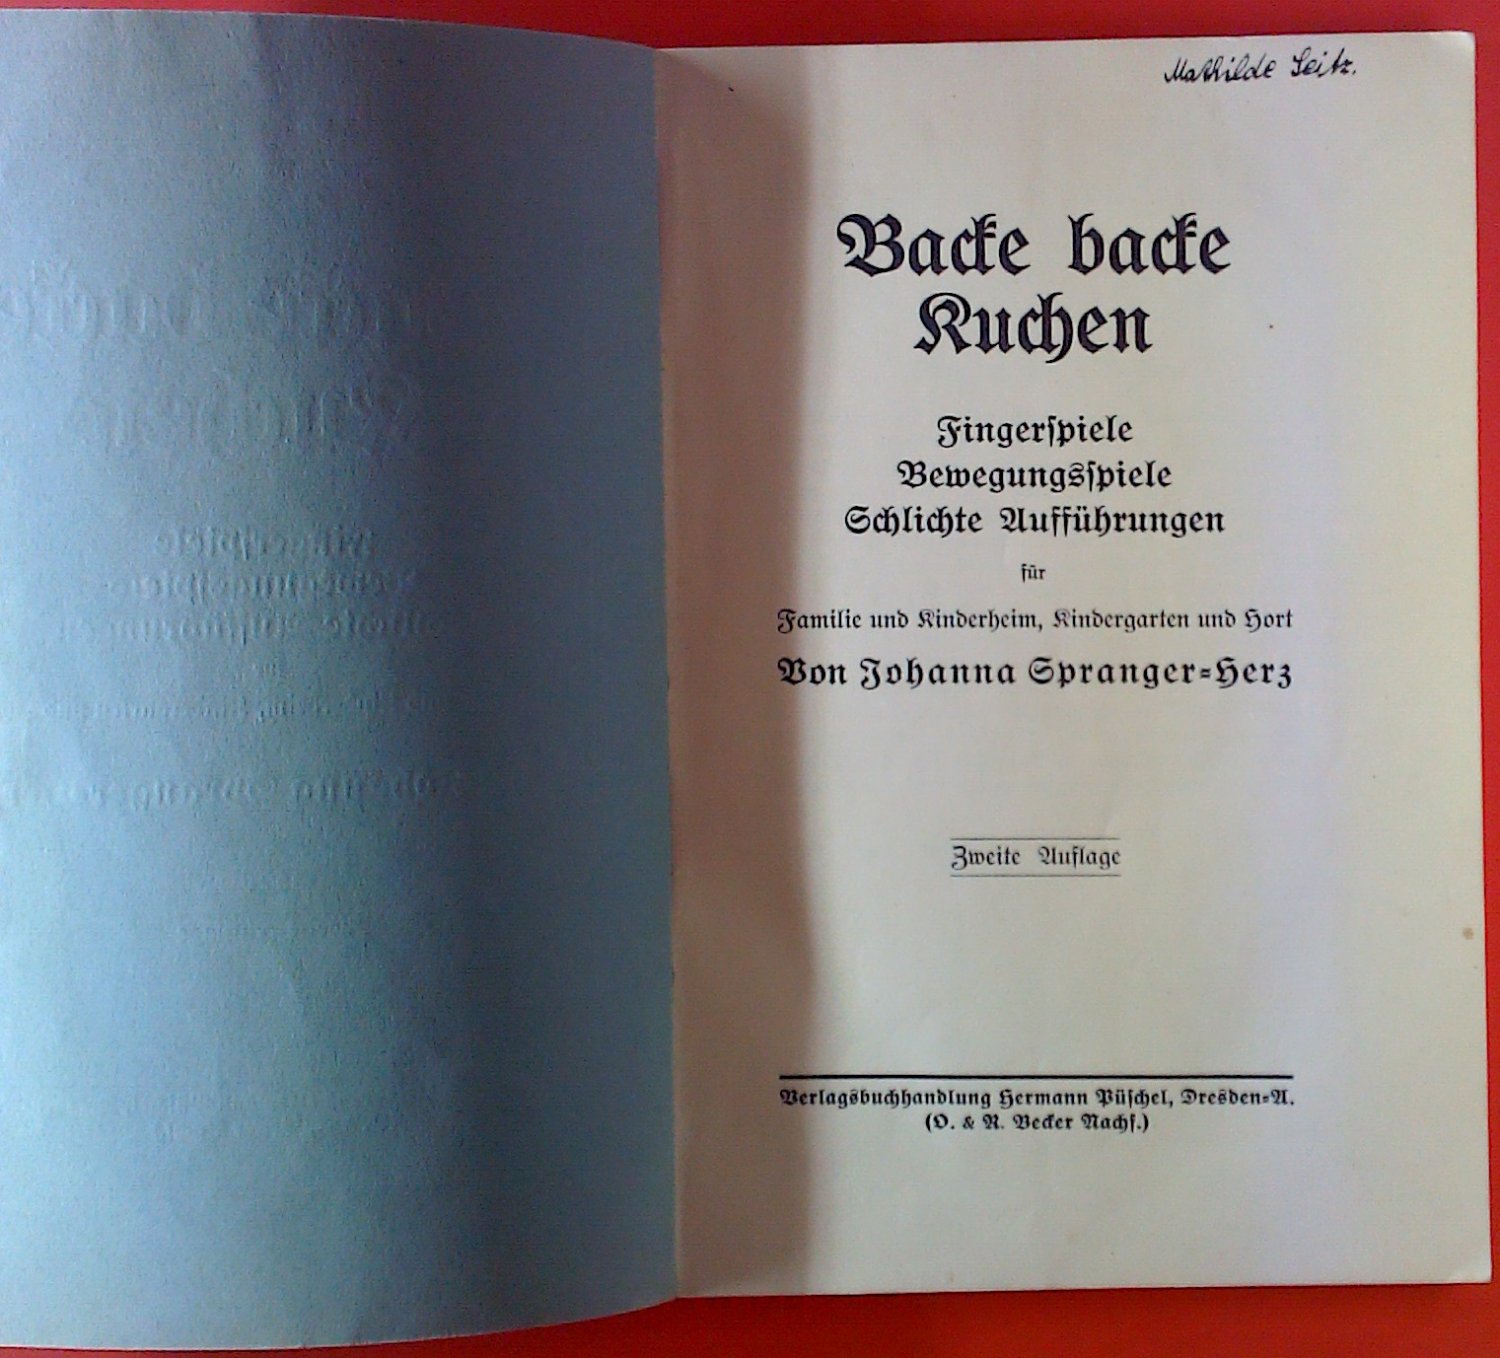 Mathilde Seitz.
Backe backe
Kuchen
Fingerſpiele
Bewegungsſpiele
Schlichte Aufführungen
für
Familie und Kinderheim, Kindergarten und Hort
Von Johanna Spranger=Herz
Zweite Auflage
Verlagsbuchhandlung Hermann Püſchel, Dresden=A.
(O. & R. Becker Nachf.)